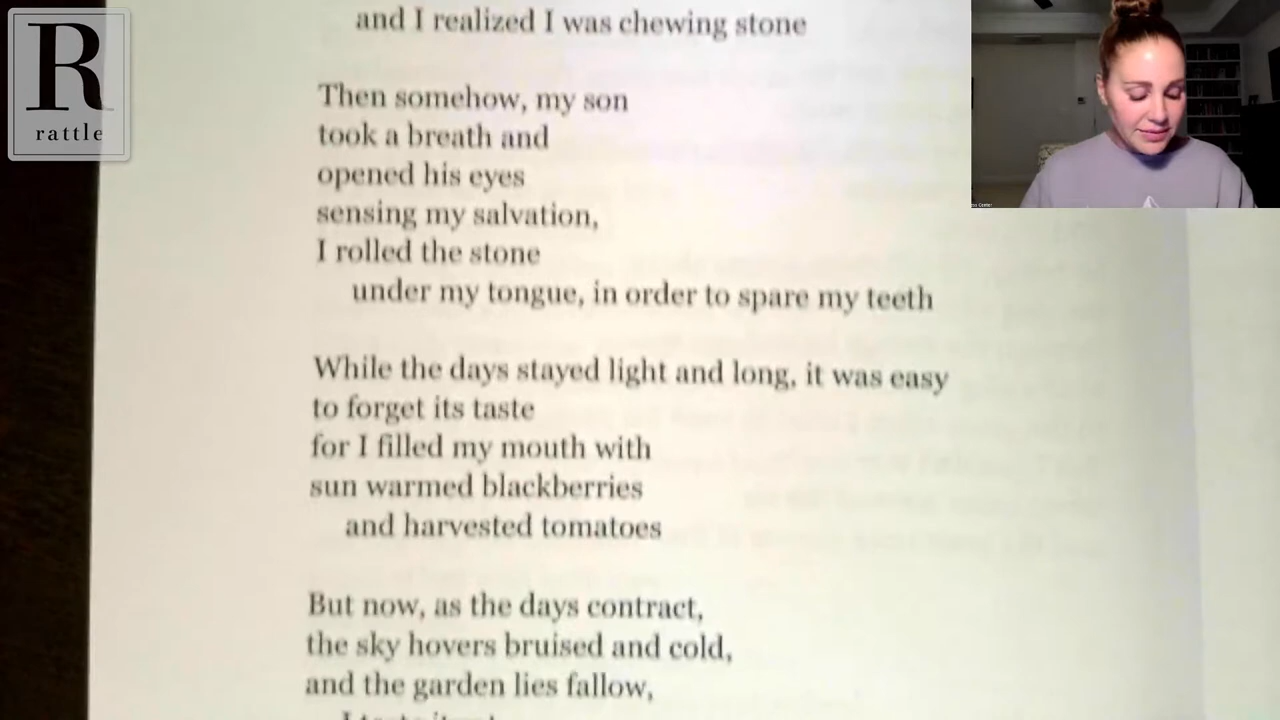 R
rattle
and I realized I was chewing stone
Then somehow, my son
took a breath and
opened his eyes
sensing my salvation,
I rolled the stone
under my tongue, in order to spare my teeth
While the days stayed light and long, it was easy
to forget its taste
for I filled my mouth with
sun warmed blackberries
and harvested tomatoes
But now, as the days contract,
the sky hovers bruised and cold,
and the garden lies fallow,